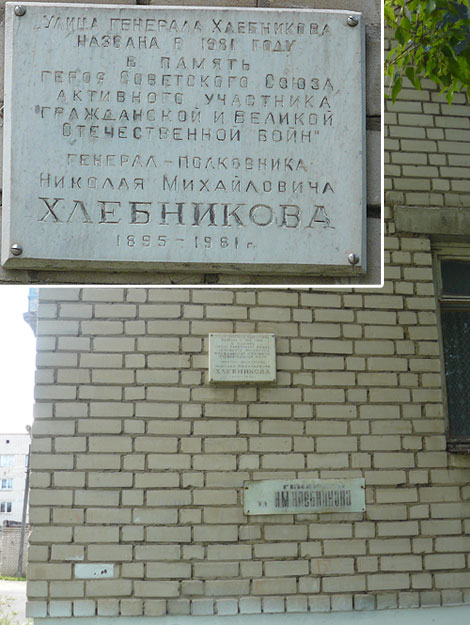 УЛИЦА ГЕНЕРАЛА ХЛЕБНИКОВА
НАЗВАНА В 1981 ГОДУ
В ПАМЯТЬ
ГЕРОЯ СОВЕТСКОГО СОЮЗА
АКТИВНОГО УЧАСТНИКА
"ГРАЖДАНСКОЙ И ВЕЛИКОЙ
ОТЕЧЕСТВЕННОЙ ВОЙН"
ГЕНЕРАЛ-ПОЛКОВНИКА
НИКОЛАЯ МИХАЙЛОВИЧА
ХЛЕБНИКОВА
1895-1981 г.
ХЛЕБНИКОВА